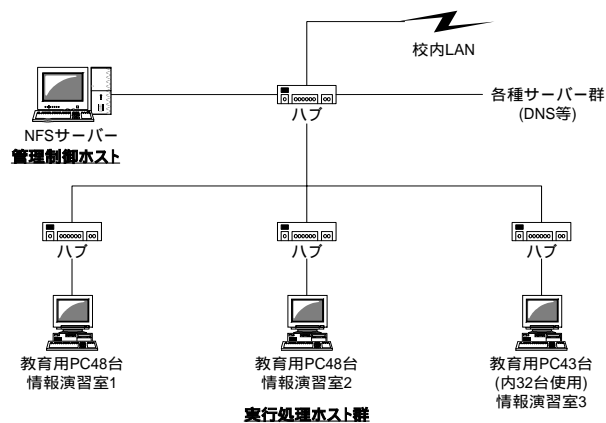 校内LAN
ハブ
各種サーバー群
(DNS等)
NFSサーバー
管理制御ホスト
ハブ
ハブ
ハブ
教育用PC48台
情報演習室1
教育用PC48台
情報演習室2
教育用PC43台
(内32台使用)
情報演習室3
実行処理ホスト群